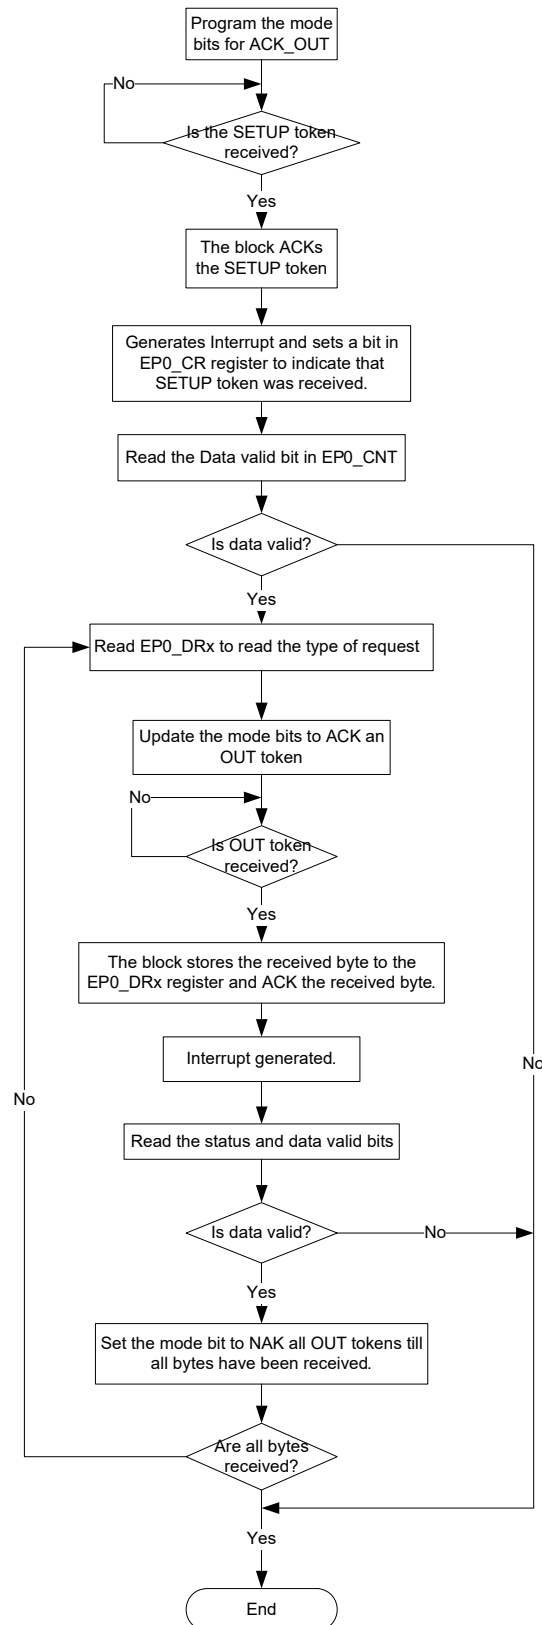 Program the mode
bits for ACK_OUT
No
Is the SETUP token
received?
Yes
The block ACKs
the SETUP token
Generates Interrupt and sets a bit in
EP0_CR register to indicate that
SETUP token was received.
Read the Data valid bit in EP0_CNT
Is data valid?
Yes
Read EP0_DRx to read the type of request
Update the mode bits to ACK an
OUT token
No
Is OUT token
received?
Yes
The block stores the received byte to the
EP0_DRx register and ACK the received byte.
Interrupt generated.
No
No
Read the status and data valid bits
Is data valid?
No
Yes
Set the mode bit to NAK all OUT tokens till
all bytes have been received.
Are all bytes
received?
Yes
End